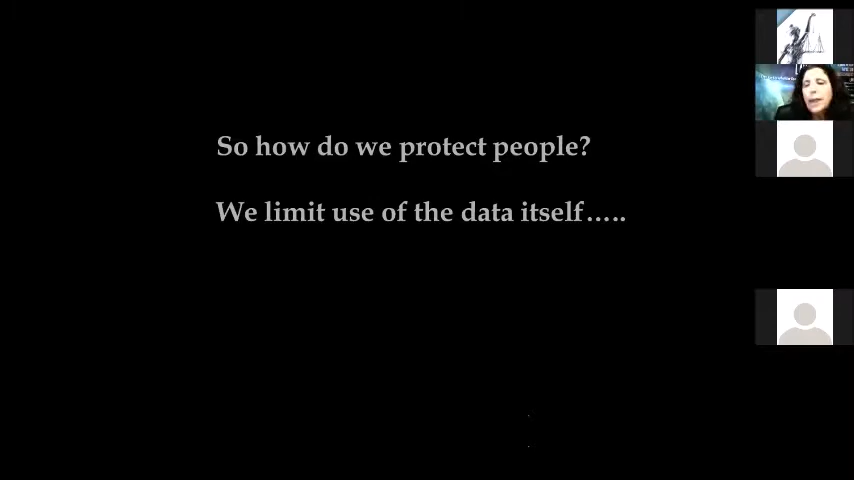 So how do we protect people?
We limit use of the data itself…..